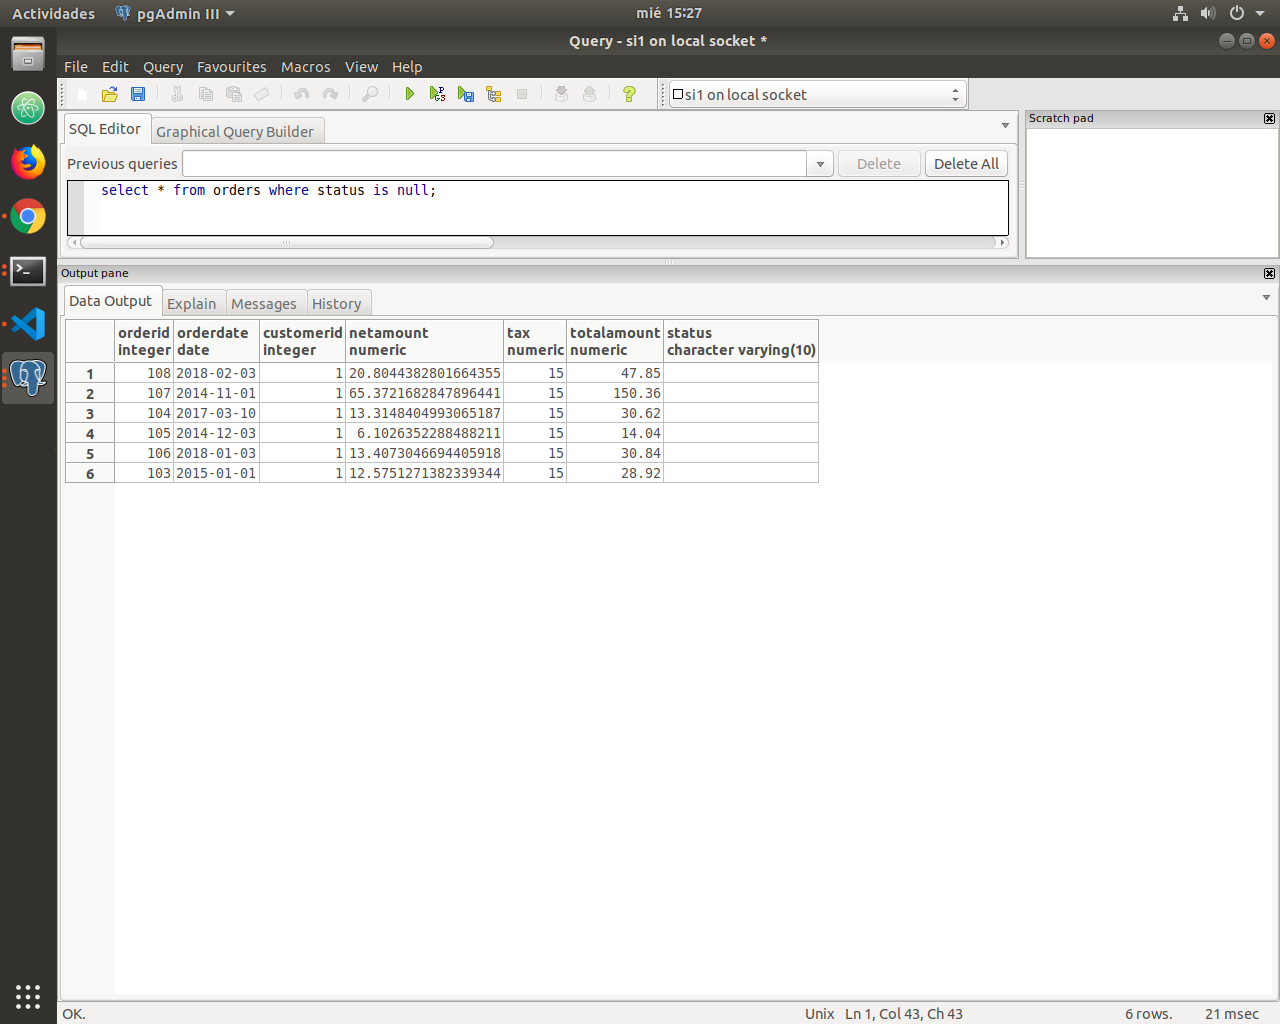 Actividades pgAdmin III mié 15:27
Query - si1 on local socket *
File Edit Query Favourites Macros View Help
si1 on local socket
SQL Editor Graphical Query Builder
Scratch pad
Previous queries Delete Delete All
select * from orders where status is null;
Output pane
Data Output Explain Messages History
orderid orderdate customerid netamount tax totalamount status
integer date integer numeric numeric numeric character varying(10)
1 108 2018-02-03 1 20.8044382801664355 15 47.85
2 107 2014-11-01 1 65.3721682847896441 15 150.36
3 104 2017-03-10 1 13.3148404993065187 15 30.62
4 105 2014-12-03 1 6.1026352288488211 15 14.04
5 106 2018-01-03 1 13.4073046694405918 15 30.84
6 103 2015-01-01 1 12.5751271382339344 15 28.92
OK. Unix Ln 1, Col 43, Ch 43 6 rows. 21 msec